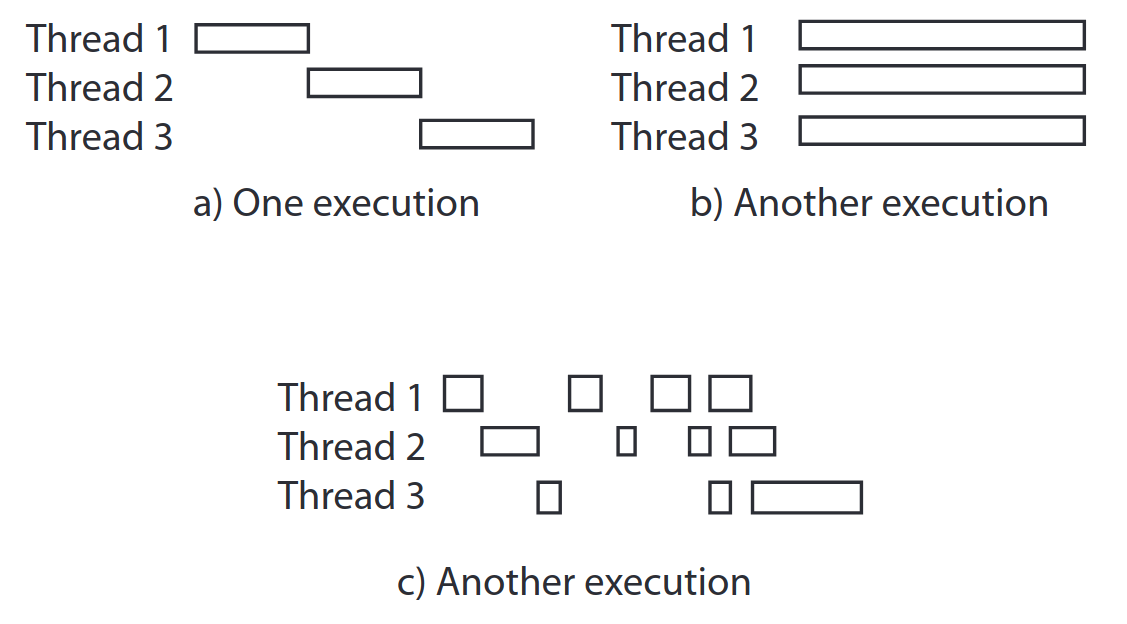 Thread 1
Thread 2
Thread 3
a) One execution
Thread 1
Thread 2
Thread 3
b) Another execution
Thread 1
Thread 2
Thread 3
c) Another execution